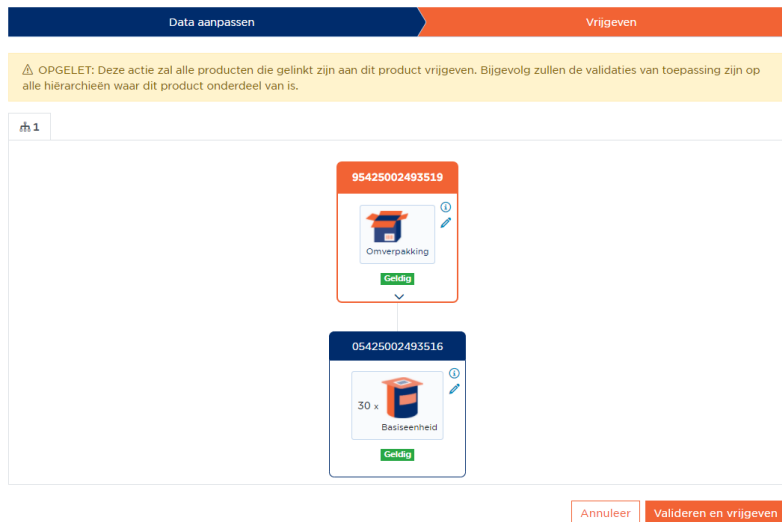 Data aanpassen
Vrijgeven
⚠ OPGELET: Deze actie zal alle producten die gelinkt zijn aan dit product vrijgeven. Bijgevolg zullen de validaties van toepassing zijn op
alle hiërarchieën waar dit product onderdeel van is.
1
95425002493519
Omverpakking
Geldig
05425002493516
30 x
Basiseenheid
Geldig
Annuleer
Valideren en vrijgeven